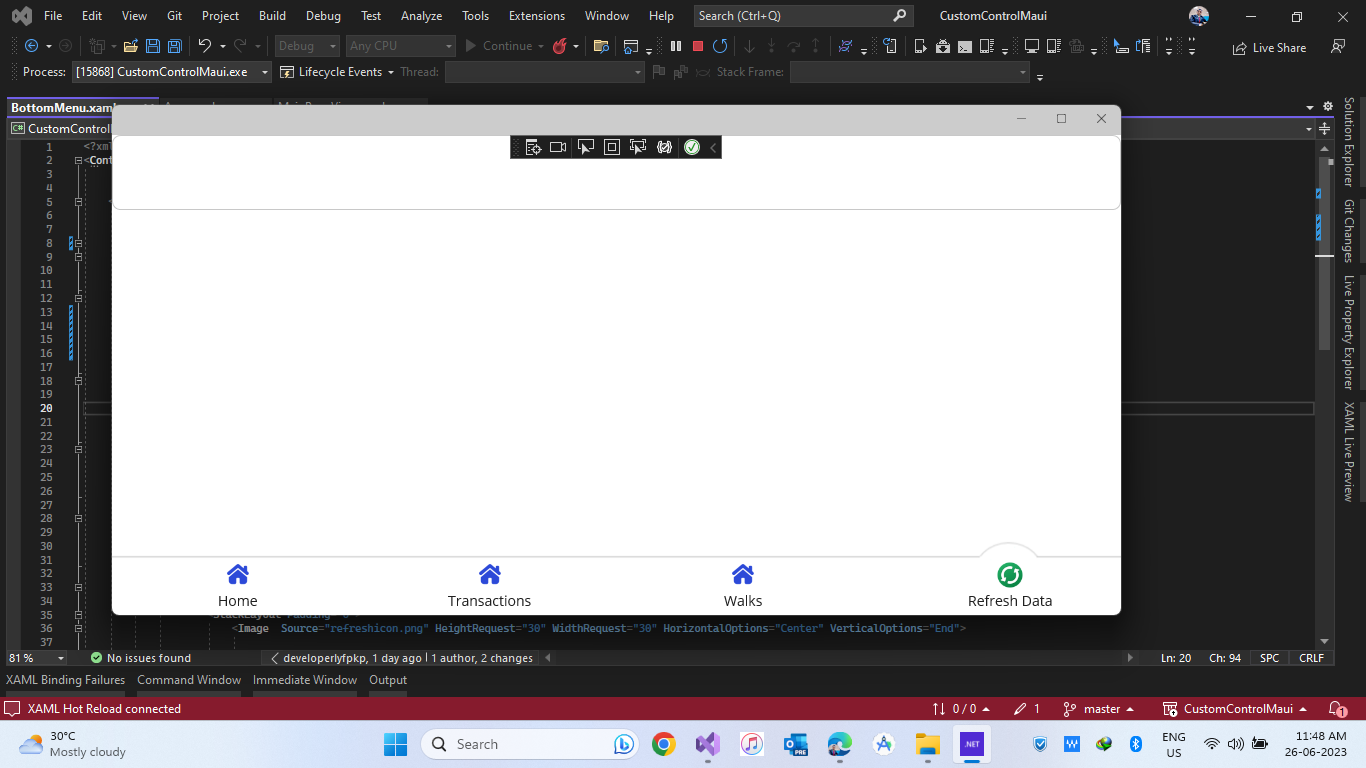 File Edit View Git Project Build Debug Test Analyze Tools Extensions Window Help Search (Ctrl+Q) CustomControlMaui
Debug Any CPU Continue Live Share
Process: [15868] CustomControlMaui.exe Lifecycle Events Thread: Stack Frame:
BottomMenu.xaml
CustomControl
1 <?xml
2 <Cont
3
4
5
6
7
8
9
10
11
12
13
14
15
16
17
18
19
20
21
22
23
24
25
26
27
28
29
30
31
32
33
34
35
36 <Image Source="refreshicon.png" HeightRequest="30" WidthRequest="30" HorizontalOptions="Center" VerticalOptions="End">
37
Home Transactions Walks Refresh Data
Solution Explorer
Git Changes
Live Property Explorer
XAML Live Preview
81 % No issues found developerlyfpkp, 1 day ago | 1 author, 2 changes Ln: 20 Ch: 94 SPC CRLF
XAML Binding Failures Command Window Immediate Window Output
XAML Hot Reload connected 0 / 0 1 master CustomControlMaui 1
30°C
Mostly cloudy
Search
PRE
.NET
ENG
US
11:48 AM
26-06-2023